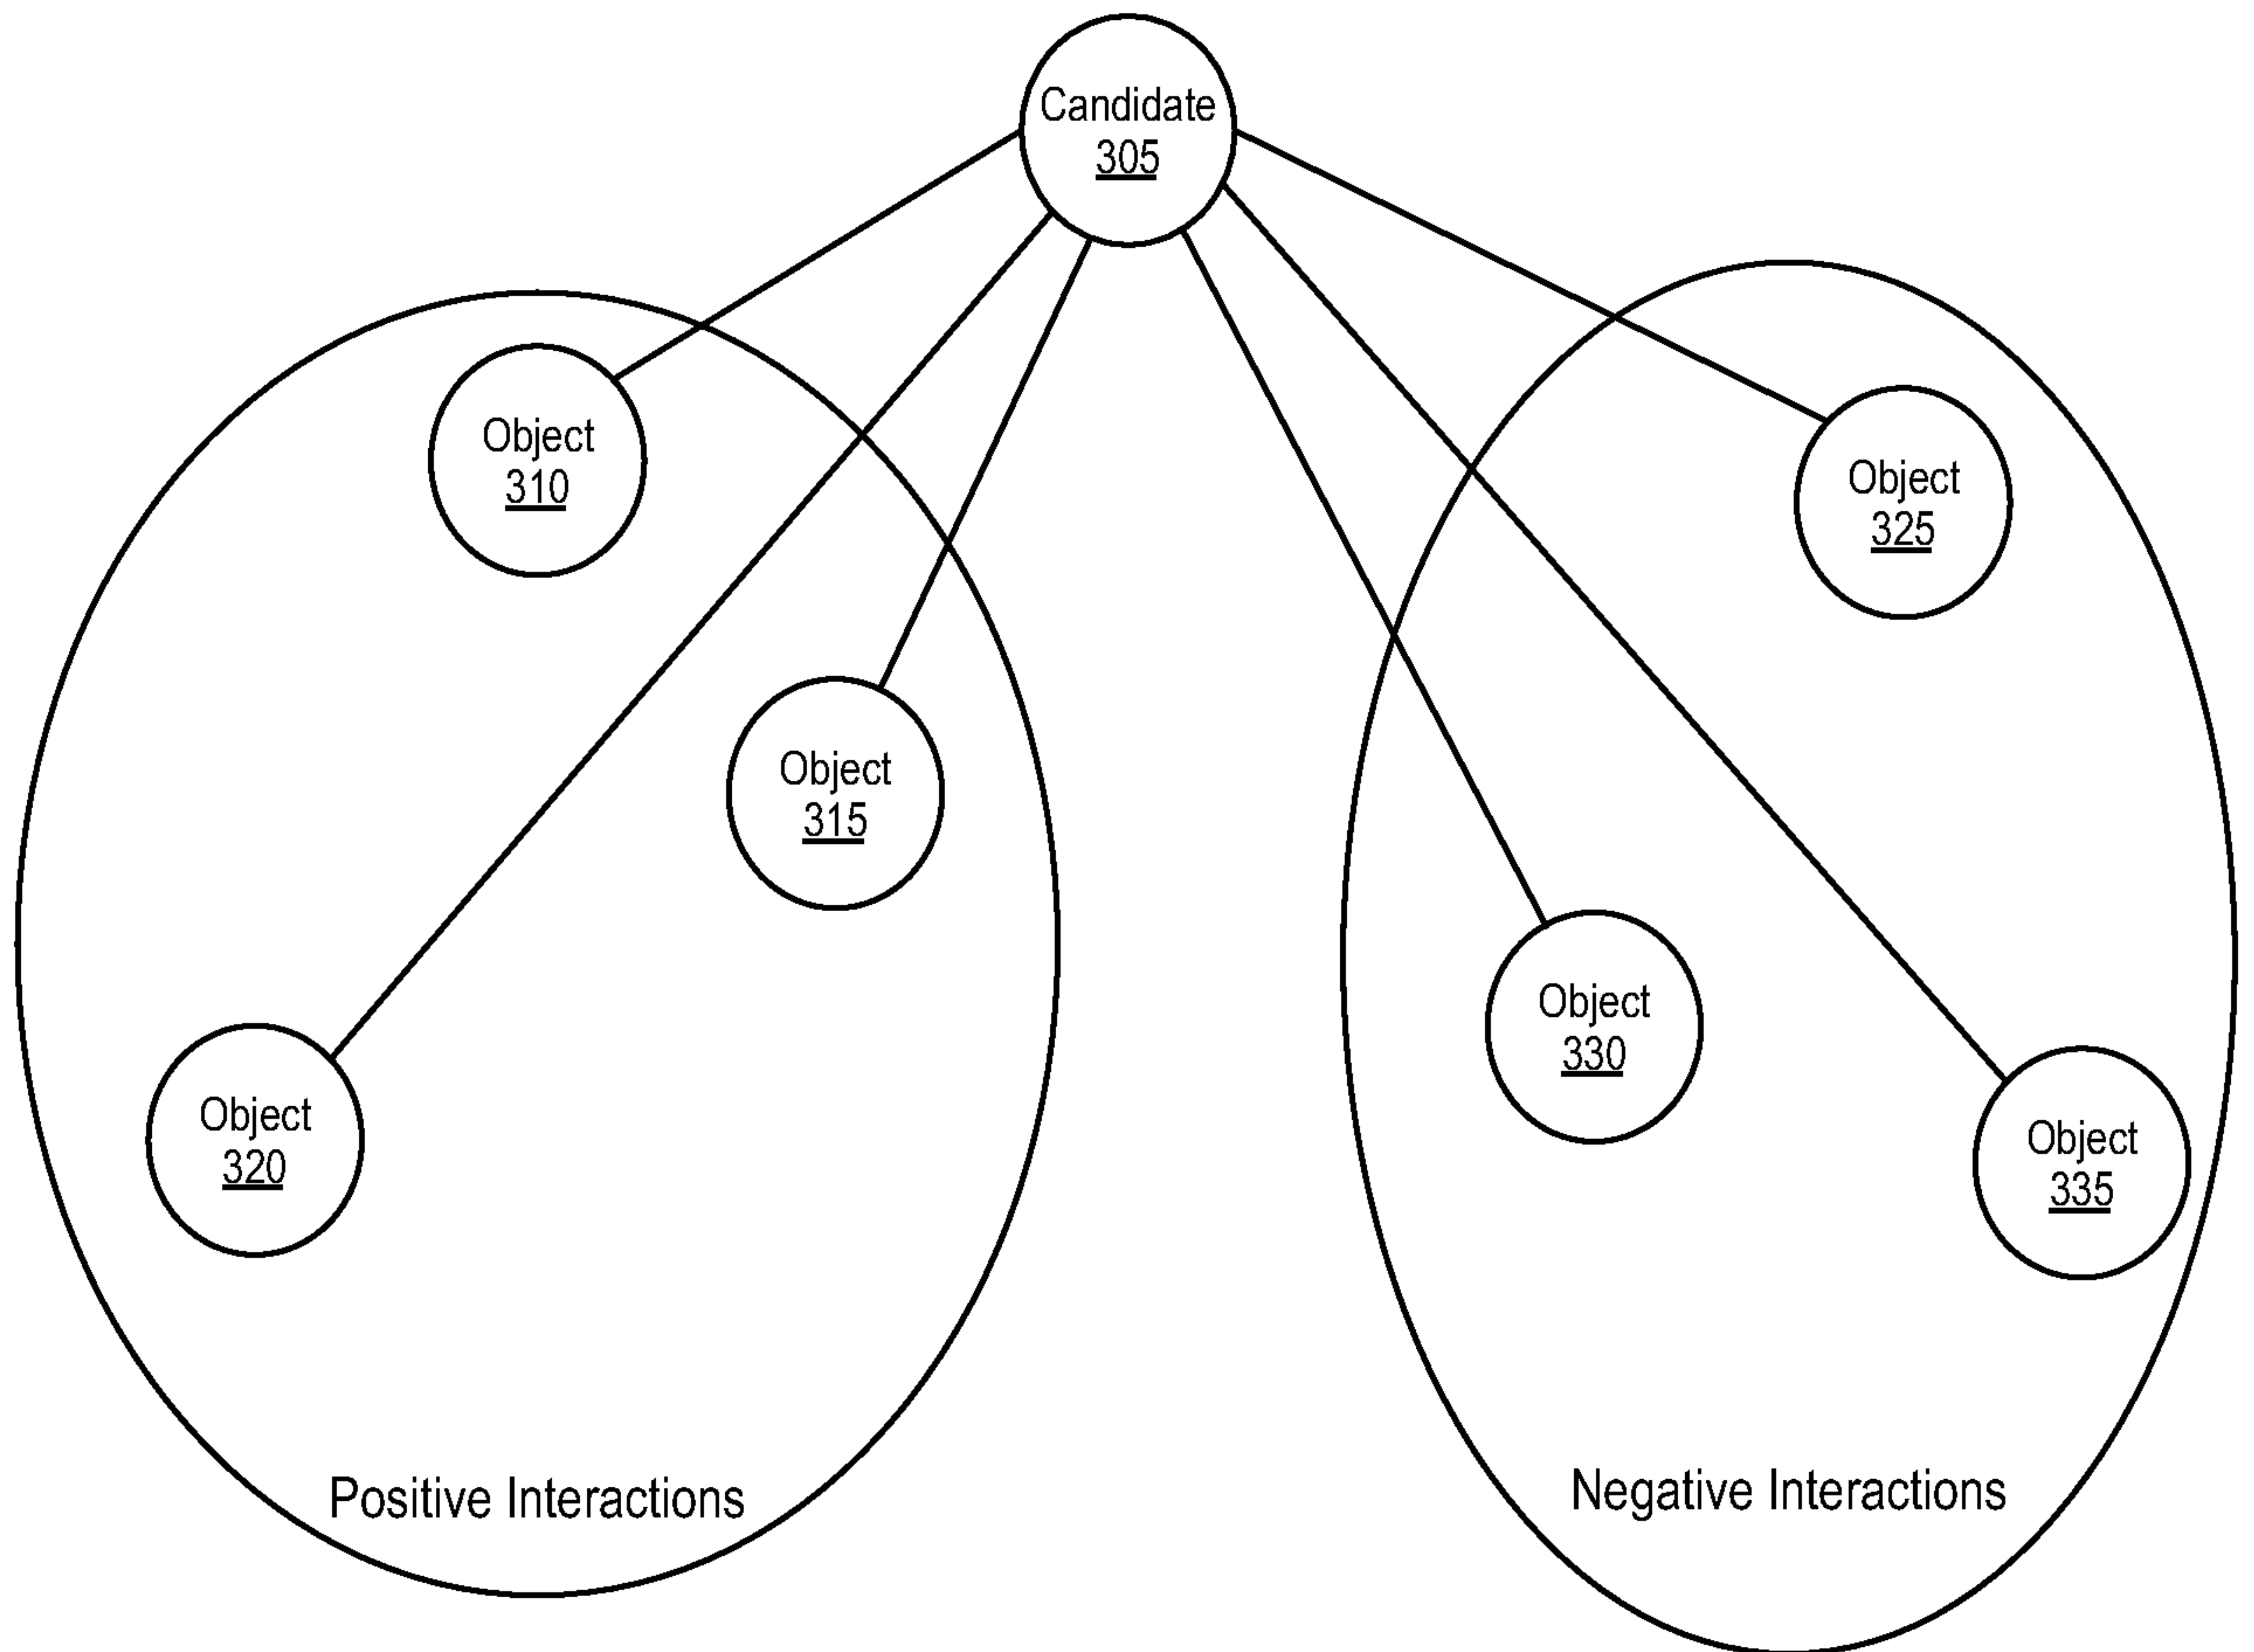 Candidate
305
Object
310
Object
325
Object
315
Object
330
Object
320
Object
335
Positive Interactions
Negative Interactions